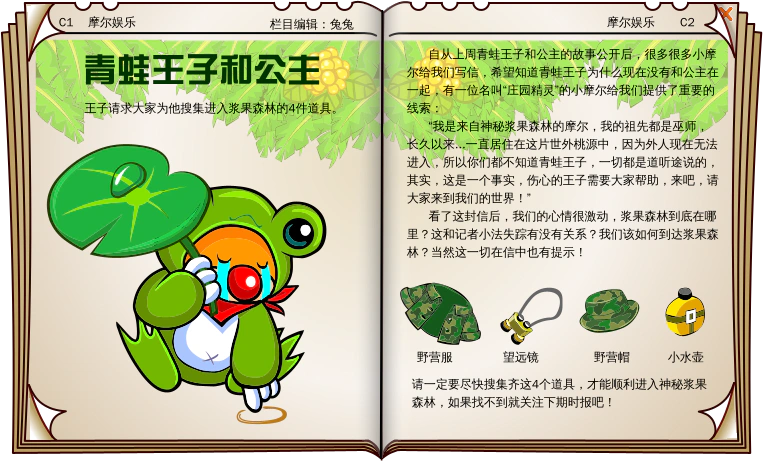 C1 摩尔娱乐
栏目编辑：兔兔
青蛙王子和公主
王子请求大家为他搜集进入浆果森林的4件道具。
摩尔娱乐 C2
自从上周青蛙王子和公主的故事公开后，很多很多小摩
尔给我们写信，希望知道青蛙王子为什么现在没有和公主在
一起，有一位名叫“庄园精灵”的小摩尔给我们提供了重要的
线索：
“我是来自神秘浆果森林的摩尔，我的祖先都是巫师，
长久以来...一直居住在这片世外桃源中，因为外人现在无法
进入，所以你们都不知道青蛙王子，一切都是道听途说的，
其实，这是一个事实，伤心的王子需要大家帮助，来吧，请
大家来到我们的世界！”
看了这封信后，我们的心情很激动，浆果森林到底在哪
里？这和记者小法失踪有没有关系？我们该如何到达浆果森
林？当然这一切在信中也有提示！
野营服 望远镜 野营帽 小水壶
请一定要尽快搜集齐这4个道具，才能顺利进入神秘浆果
森林，如果找不到就关注下期时报吧！